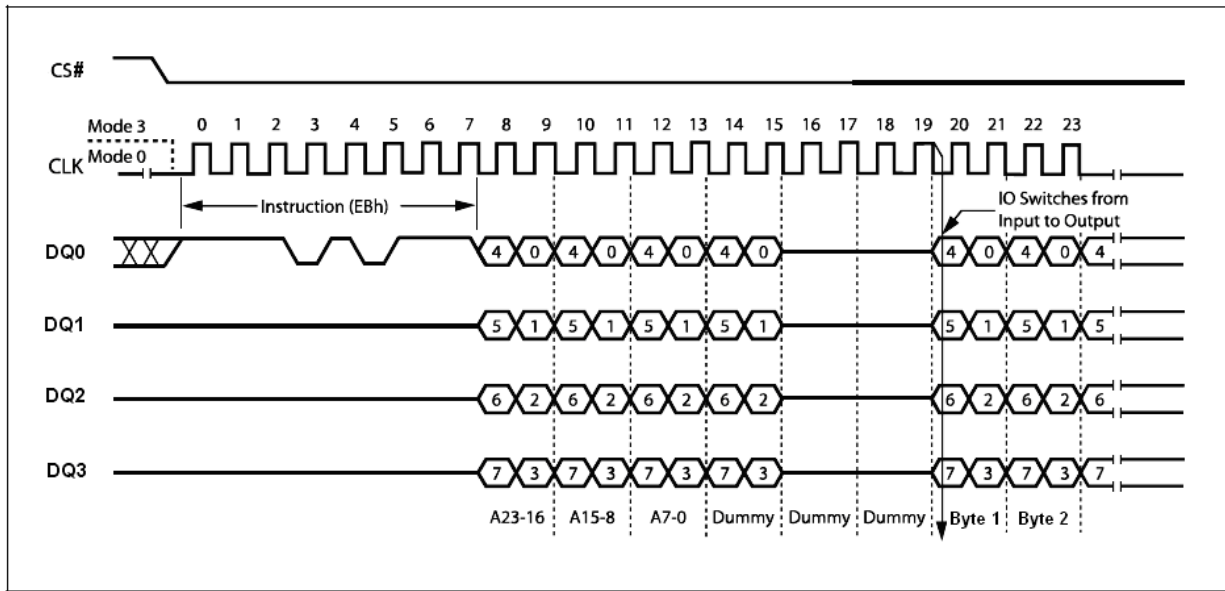 CS#
Mode 3 0 1 2 3 4 5 6 7 8 9 10 11 12 13 14 15 16 17 18 19 20 21 22 23
Mode 0
CLK
Instruction (EBh)
IO Switches from
Input to Output
DQ0 4 0 4 0 4 0 4 0 4 0 4 0 4
DQ1 5 1 5 1 5 1 5 1 5 1 5 1 5
DQ2 6 2 6 2 6 2 6 2 6 2 6 2 6
DQ3 7 3 7 3 7 3 7 3 7 3 7 3 7
A23-16 A15-8 A7-0 Dummy Dummy Dummy Byte 1 Byte 2